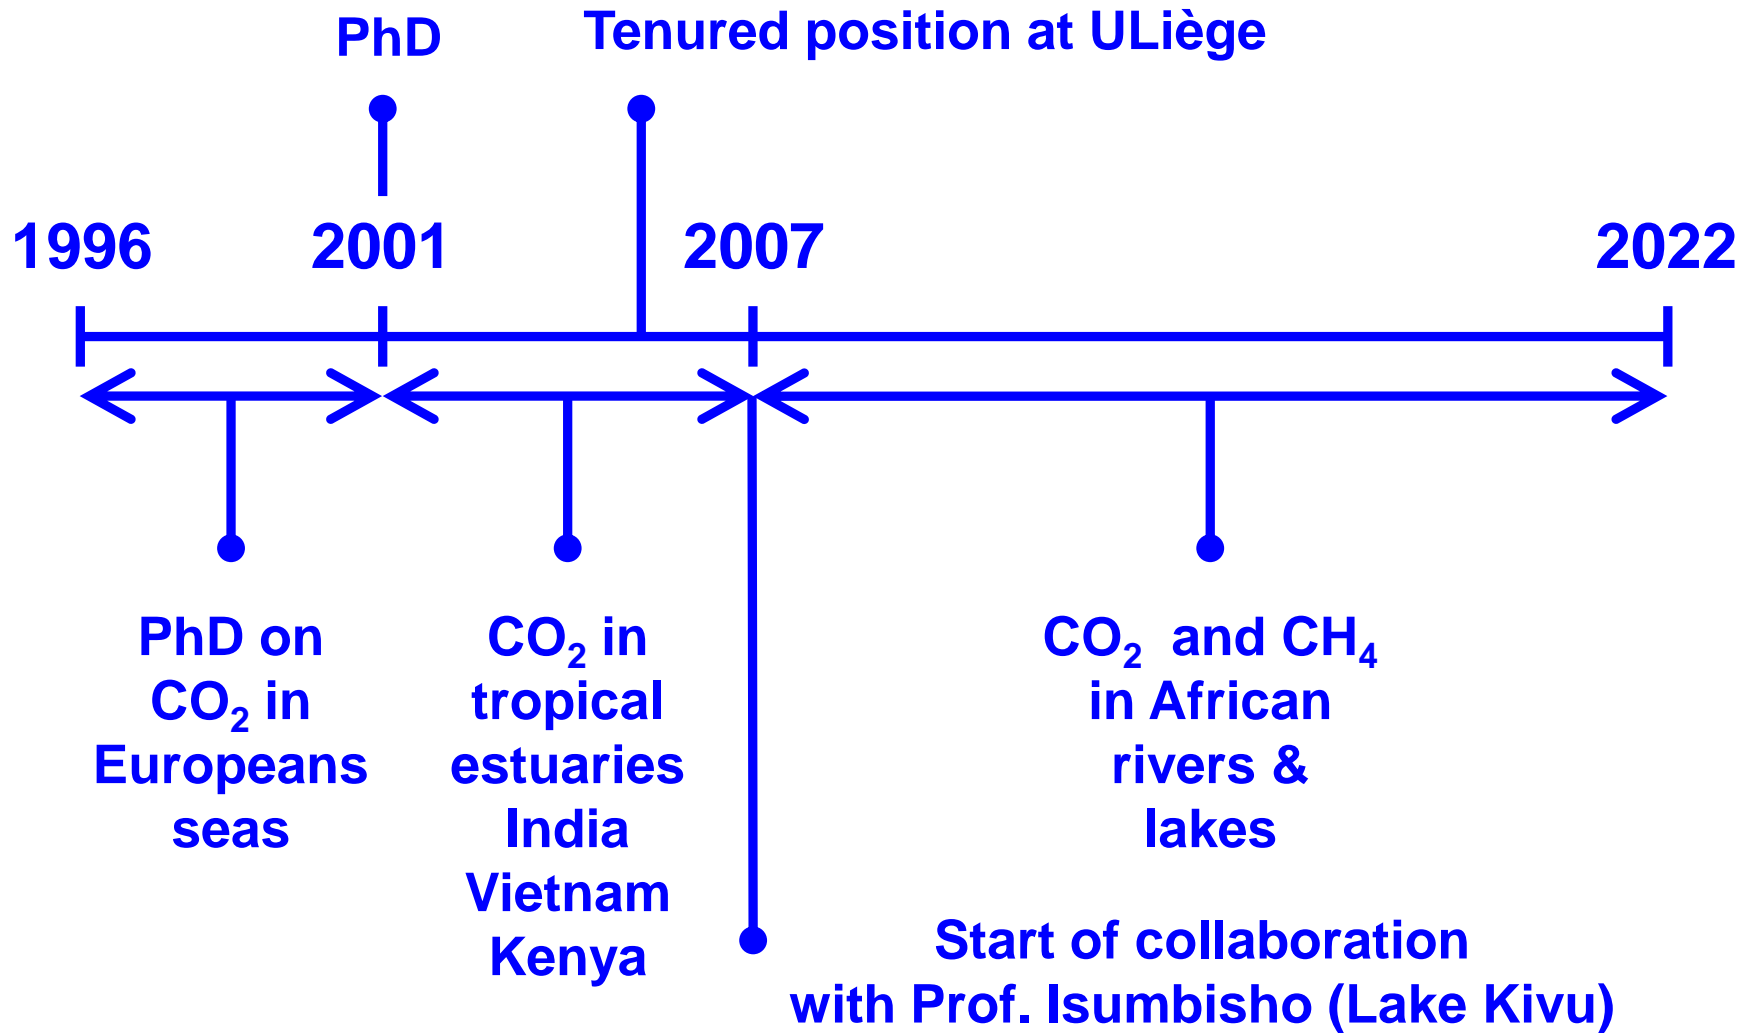 PhD
Tenured position at ULiège
1996
2001
2007
2022
PhD on
CO₂ in
Europeans
seas
CO₂ in
tropical
estuaries
India
Vietnam
Kenya
CO₂ and CH₄
in African
rivers &
lakes
Start of collaboration
with Prof. Isumbisho (Lake Kivu)